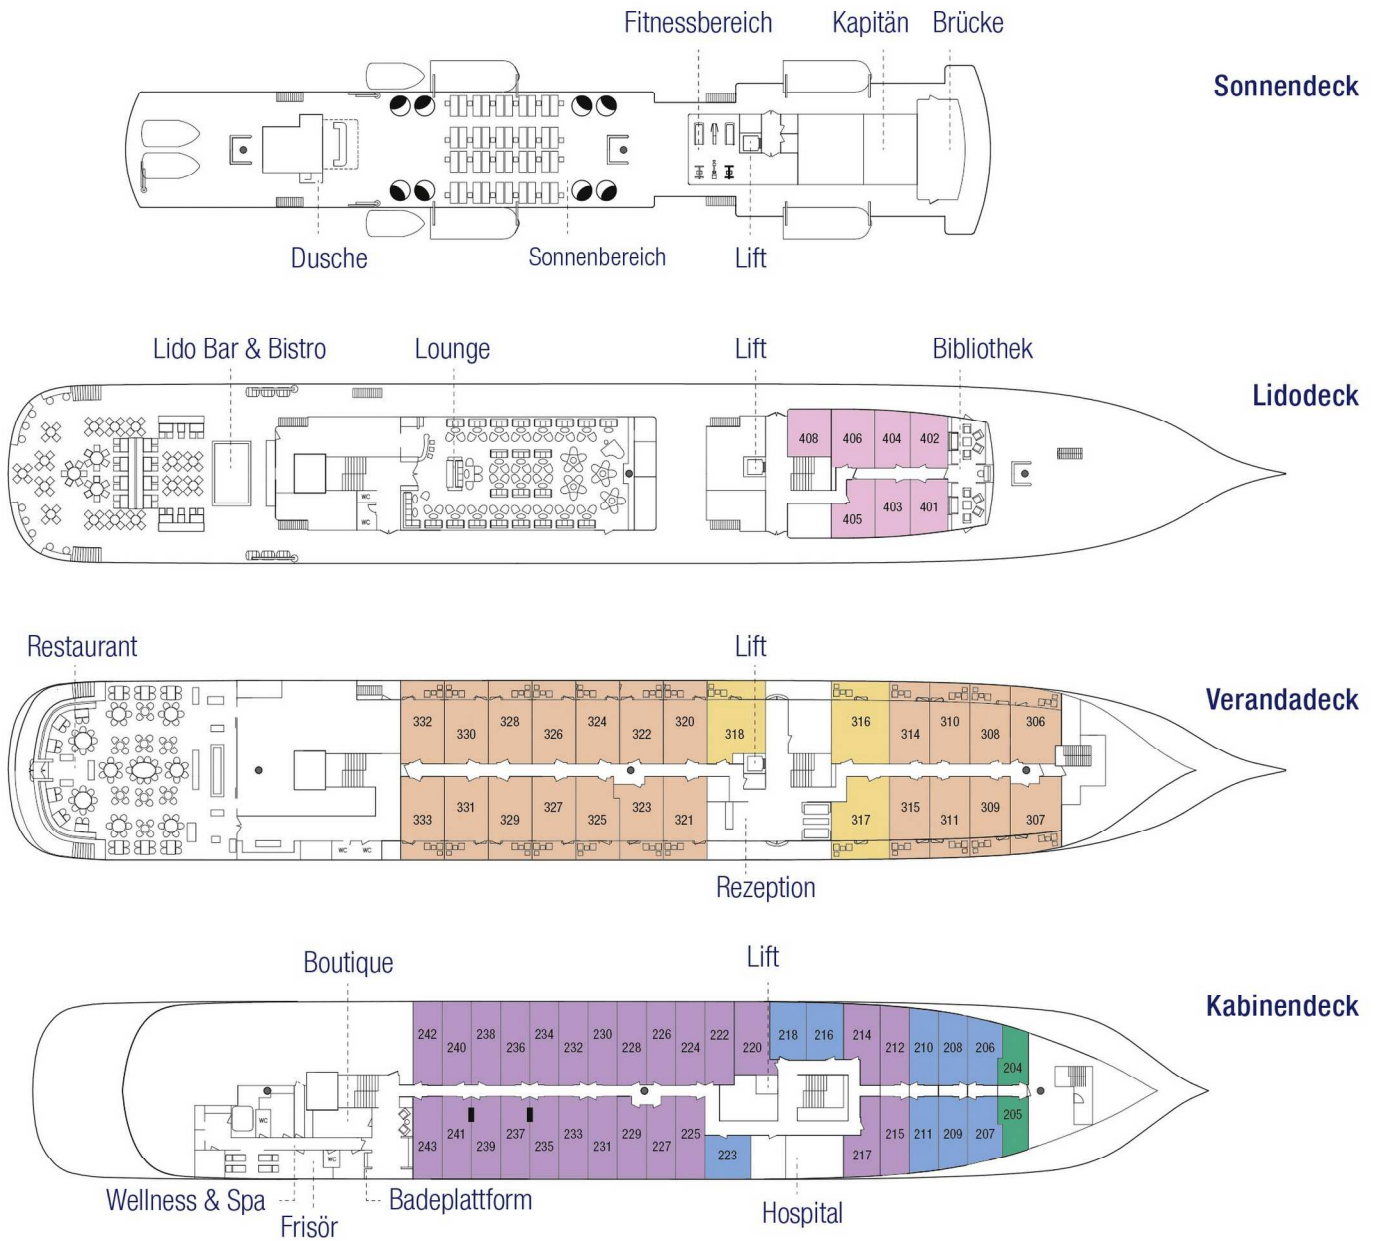 Fitnessbereich Kapitän Brücke
Sonnendeck
Dusche Sonnenbereich Lift
Lido Bar & Bistro Lounge Lift Bibliothek
Lidodeck
408 406 404 402
WC
WC
405 403 401
Restaurant Lift
Verandadeck
332 330 328 326 324 322 320 318 316 314 310 308 306
333 331 329 327 325 323 321 317 315 311 309 307
WC WC
Rezeption
Boutique Lift
Kabinendeck
242 240 238 236 234 232 230 228 226 224 222 220 218 216 214 212 210 208 206 204
WC
243 241 239 237 235 233 231 229 227 225 223 217 215 211 209 207 205
WC
Wellness & Spa Badeplattform
Frisör Hospital